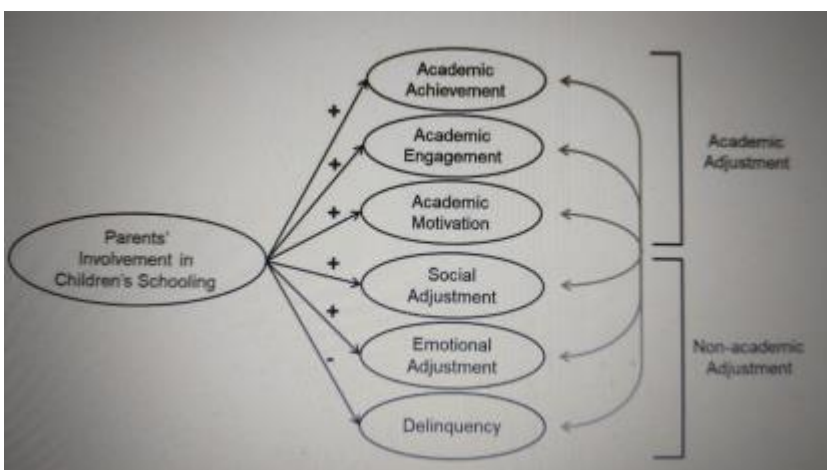 Academic
Achievement
Academic
Engagement
Academic
Motivation
Social
Adjustment
Emotional
Adjustment
Delinquency
Parents'
Involvement in
Children's Schooling
Academic
Adjustment
Non-academic
Adjustment
+
+
+
+
+
-